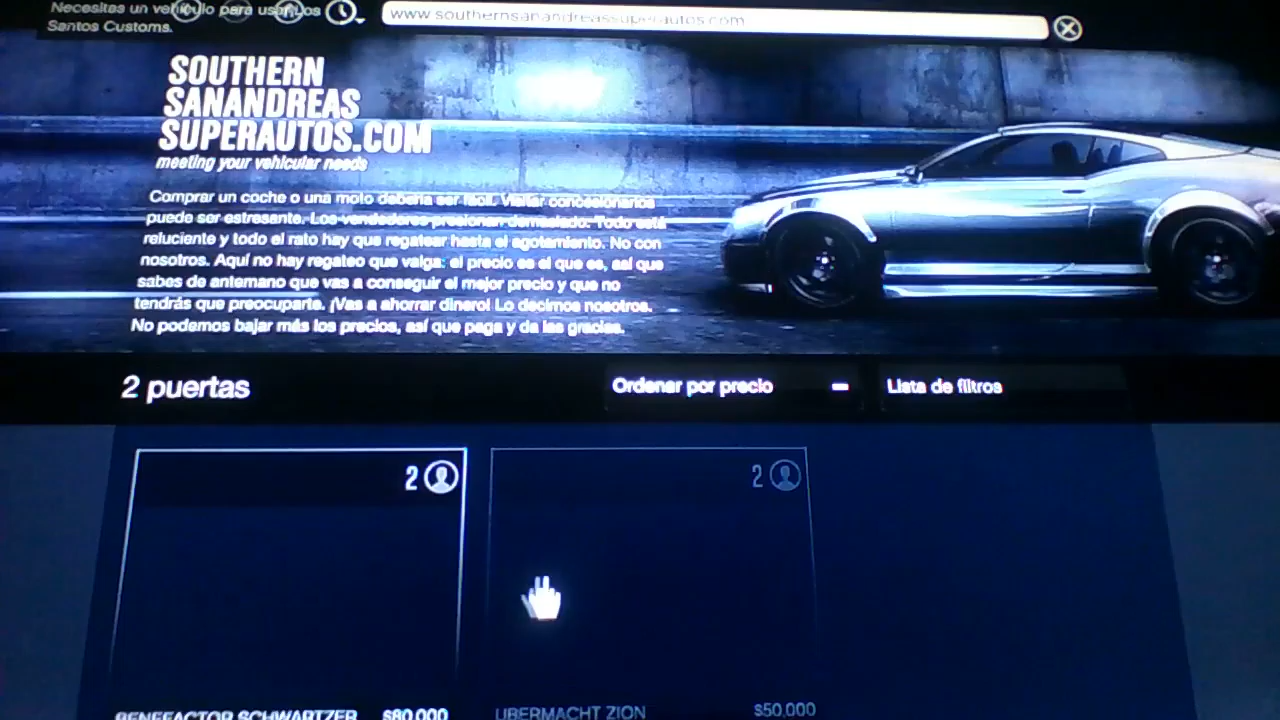 Necesitas un vehículo para usar los
Santos Customs.
www.southernsanandreassuperautos.com
SOUTHERN
SANANDREAS
SUPERAUTOS.COM
meeting your vehicular needs
Comprar un coche o una moto debería ser fácil. Visitar concesionarios
puede ser estresante. Los vendedores presionan demasiado. Todo está
reluciente y todo el rato hay que regatear hasta el agotamiento. No con
nosotros. Aquí no hay regateo que valga: el precio es el que es, así que
sabes de antemano que vas a conseguir el mejor precio y que no
tendrás que preocuparte. ¡Vas a ahorrar dinero! Lo decimos nosotros.
No podemos bajar más los precios, así que paga y da las gracias.
2 puertas
Ordenar por precio
Lista de filtros
2
2
BENEFACTOR SCHWARTZER $80,000
UBERMACHT ZION $50,000